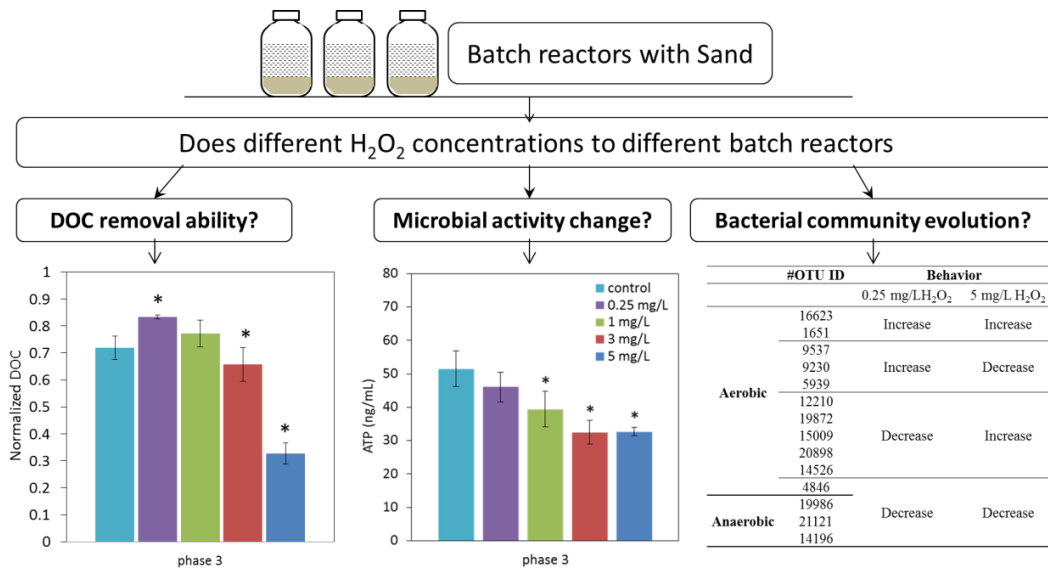 Batch reactors with Sand
Does different H₂O₂ concentrations to different batch reactors
DOC removal ability?
Microbial activity change?
Bacterial community evolution?
Normalized DOC
1
0.9
0.8
0.7
0.6
0.5
0.4
0.3
0.2
0.1
0
*
*
*
phase 3
ATP (ng/mL)
80
70
60
50
40
30
20
10
0
control
0.25 mg/L
1 mg/L
3 mg/L
5 mg/L
*
*
*
phase 3
#OTU ID Behavior
0.25 mg/LH₂O₂ 5 mg/L H₂O₂
Aerobic
16623
1651
Increase Increase
9537
9230
5939
Increase Decrease
12210
19872
15009
20898
14526
Decrease Increase
4846
Anaerobic
19986
21121
14196
Decrease Decrease